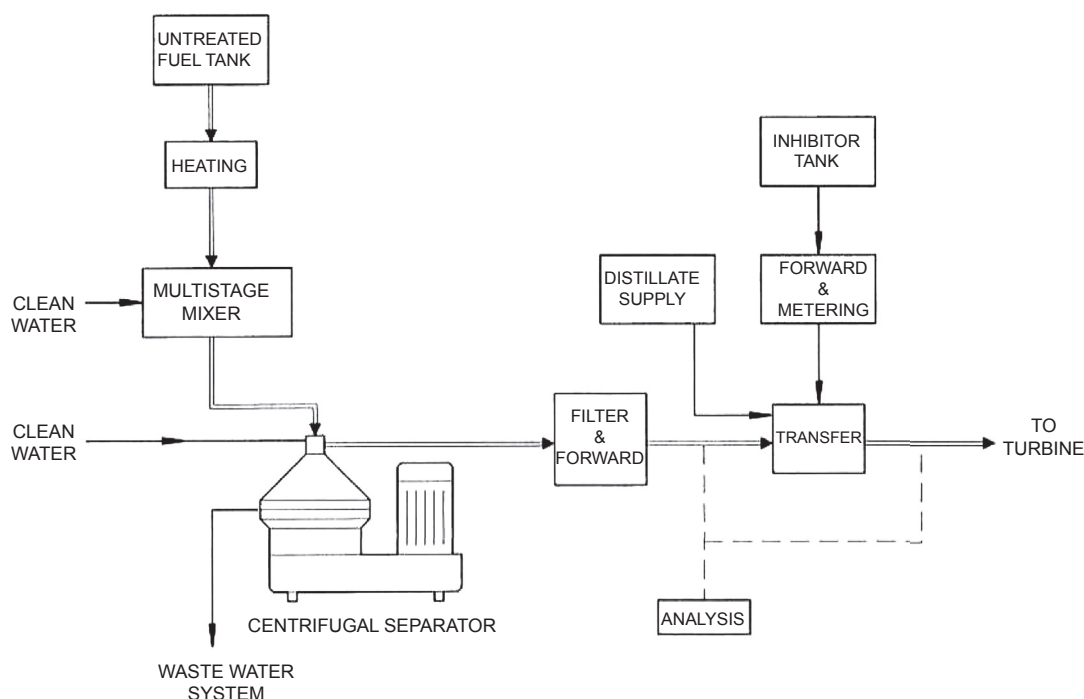 UNTREATED
FUEL TANK
HEATING
INHIBITOR
TANK
MULTISTAGE
MIXER
CLEAN
WATER
DISTILLATE
SUPPLY
FORWARD
&
METERING
CLEAN
WATER
FILTER
&
FORWARD
TRANSFER
TO
TURBINE
ANALYSIS
CENTRIFUGAL SEPARATOR
WASTE WATER
SYSTEM